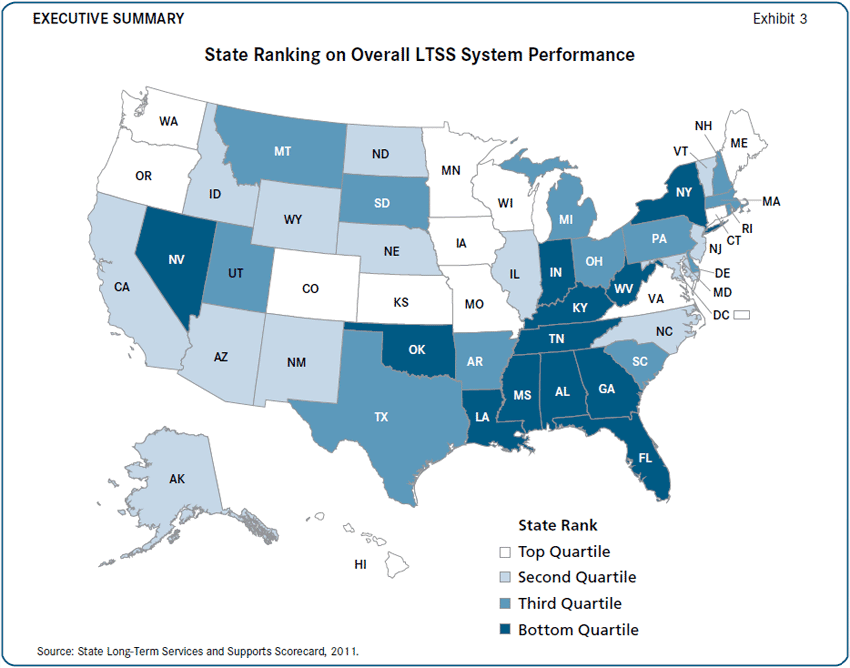 EXECUTIVE SUMMARY
Exhibit 3
State Ranking on Overall LTSS System Performance
WA
OR
CA
NV
ID
MT
WY
UT
AZ
CO
NM
ND
SD
NE
KS
OK
TX
MN
IA
MO
AR
LA
WI
IL
MI
IN
OH
KY
TN
MS
AL
GA
FL
SC
NC
VA
WV
PA
NY
VT
NH
ME
MA
RI
CT
NJ
DE
MD
DC
AK
HI
State Rank
Top Quartile
Second Quartile
Third Quartile
Bottom Quartile
Source: State Long-Term Services and Supports Scorecard, 2011.